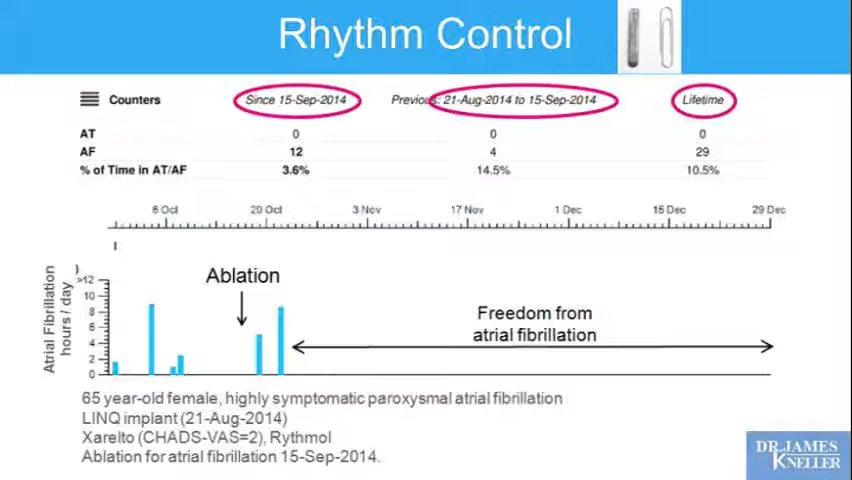 Rhythm Control
Counters Since 15-Sep-2014 Previous: 21-Aug-2014 to 15-Sep-2014 Lifetime
AT 0 0 0
AF 12 4 29
% of Time in AT/AF 3.6% 14.5% 10.5%
6 Oct 20 Oct 3 Nov 17 Nov 1 Dec 15 Dec 29 Dec
Atrial Fibrillation
hours / day
>12
10
8
6
4
2
0
Ablation
Freedom from
atrial fibrillation
65 year-old female, highly symptomatic paroxysmal atrial fibrillation
LINQ implant (21-Aug-2014)
Xarelto (CHADS-VAS=2), Rythmol
Ablation for atrial fibrillation 15-Sep-2014.
DR.JAMES
KNELLER